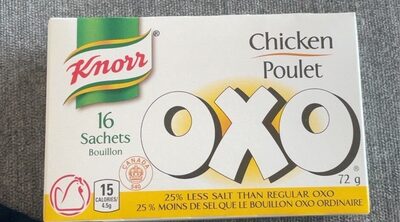 Knorr®
Chicken
Poulet
16
Sachets
Bouillon
OXO®
72 g
CANADA
540
15
CALORIES/
4.5g
25% LESS SALT THAN REGULAR OXO
25% MOINS DE SEL QUE LE BOUILLON OXO ORDINAIRE